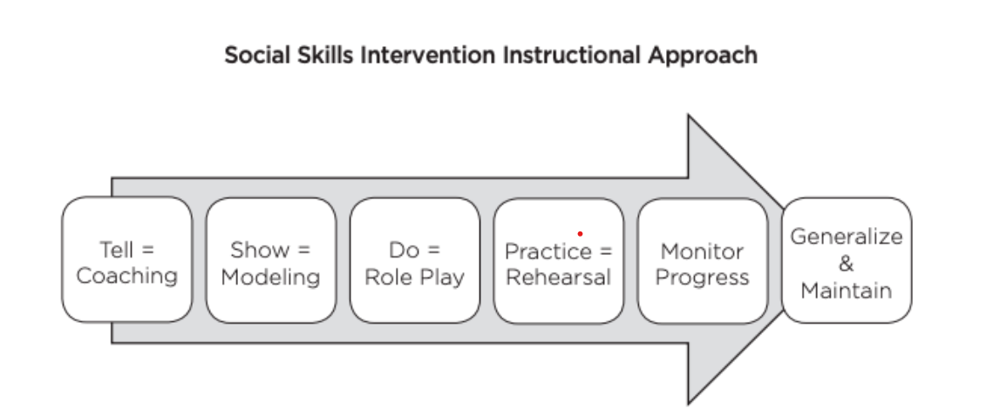 Social Skills Intervention Instructional Approach
Tell =
Coaching
Show =
Modeling
Do =
Role Play
Practice =
Rehearsal
Monitor
Progress
Generalize
&
Maintain